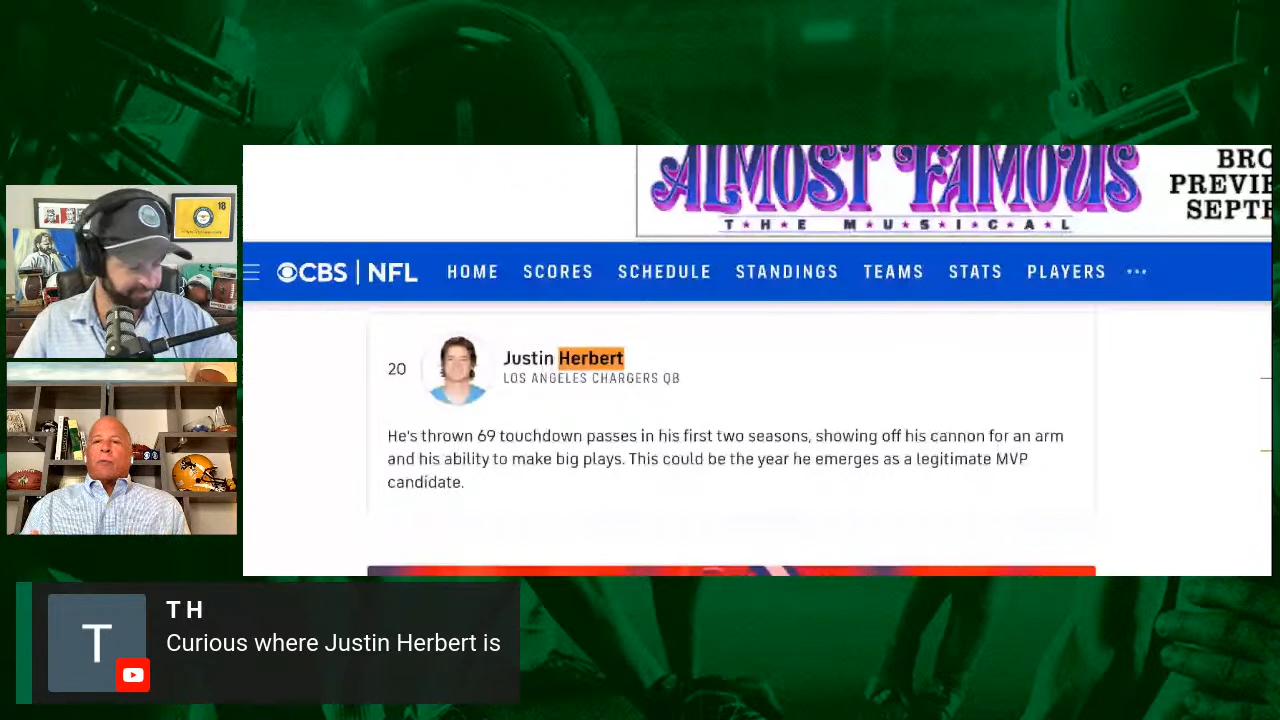 ALMOST FAMOUS
T★H★E M★U★S★I★C★A★L
18
CBS | NFL HOME SCORES SCHEDULE STANDINGS TEAMS STATS PLAYERS
20
Justin Herbert
LOS ANGELES CHARGERS QB
He's thrown 69 touchdown passes in his first two seasons, showing off his cannon for an arm
and his ability to make big plays. This could be the year he emerges as a legitimate MVP
candidate.
T
T H
Curious where Justin Herbert is